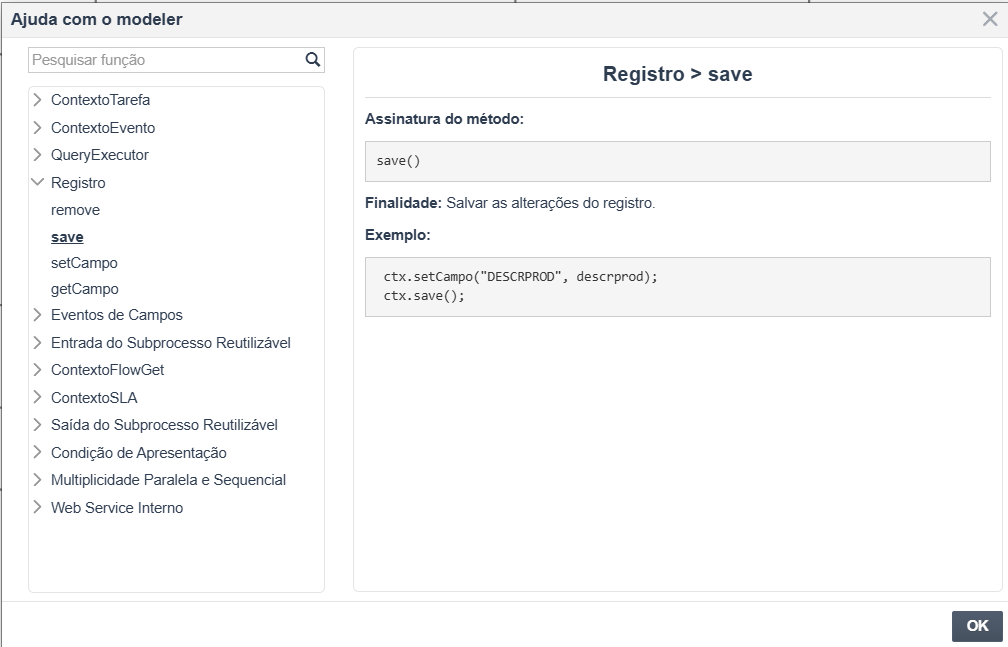 Ajuda com o modeler
Pesquisar função
ContextoTarefa
ContextoEvento
QueryExecutor
Registro
remove
save
setCampo
getCampo
Eventos de Campos
Entrada do Subprocesso Reutilizável
ContextoFlowGet
ContextoSLA
Saída do Subprocesso Reutilizável
Condição de Apresentação
Multiplicidade Paralela e Sequencial
Web Service Interno
Registro > save
Assinatura do método:
save()
Finalidade: Salvar as alterações do registro.
Exemplo:
ctx.setCampo("DESCRPROD", descrprod);
ctx.save();
OK